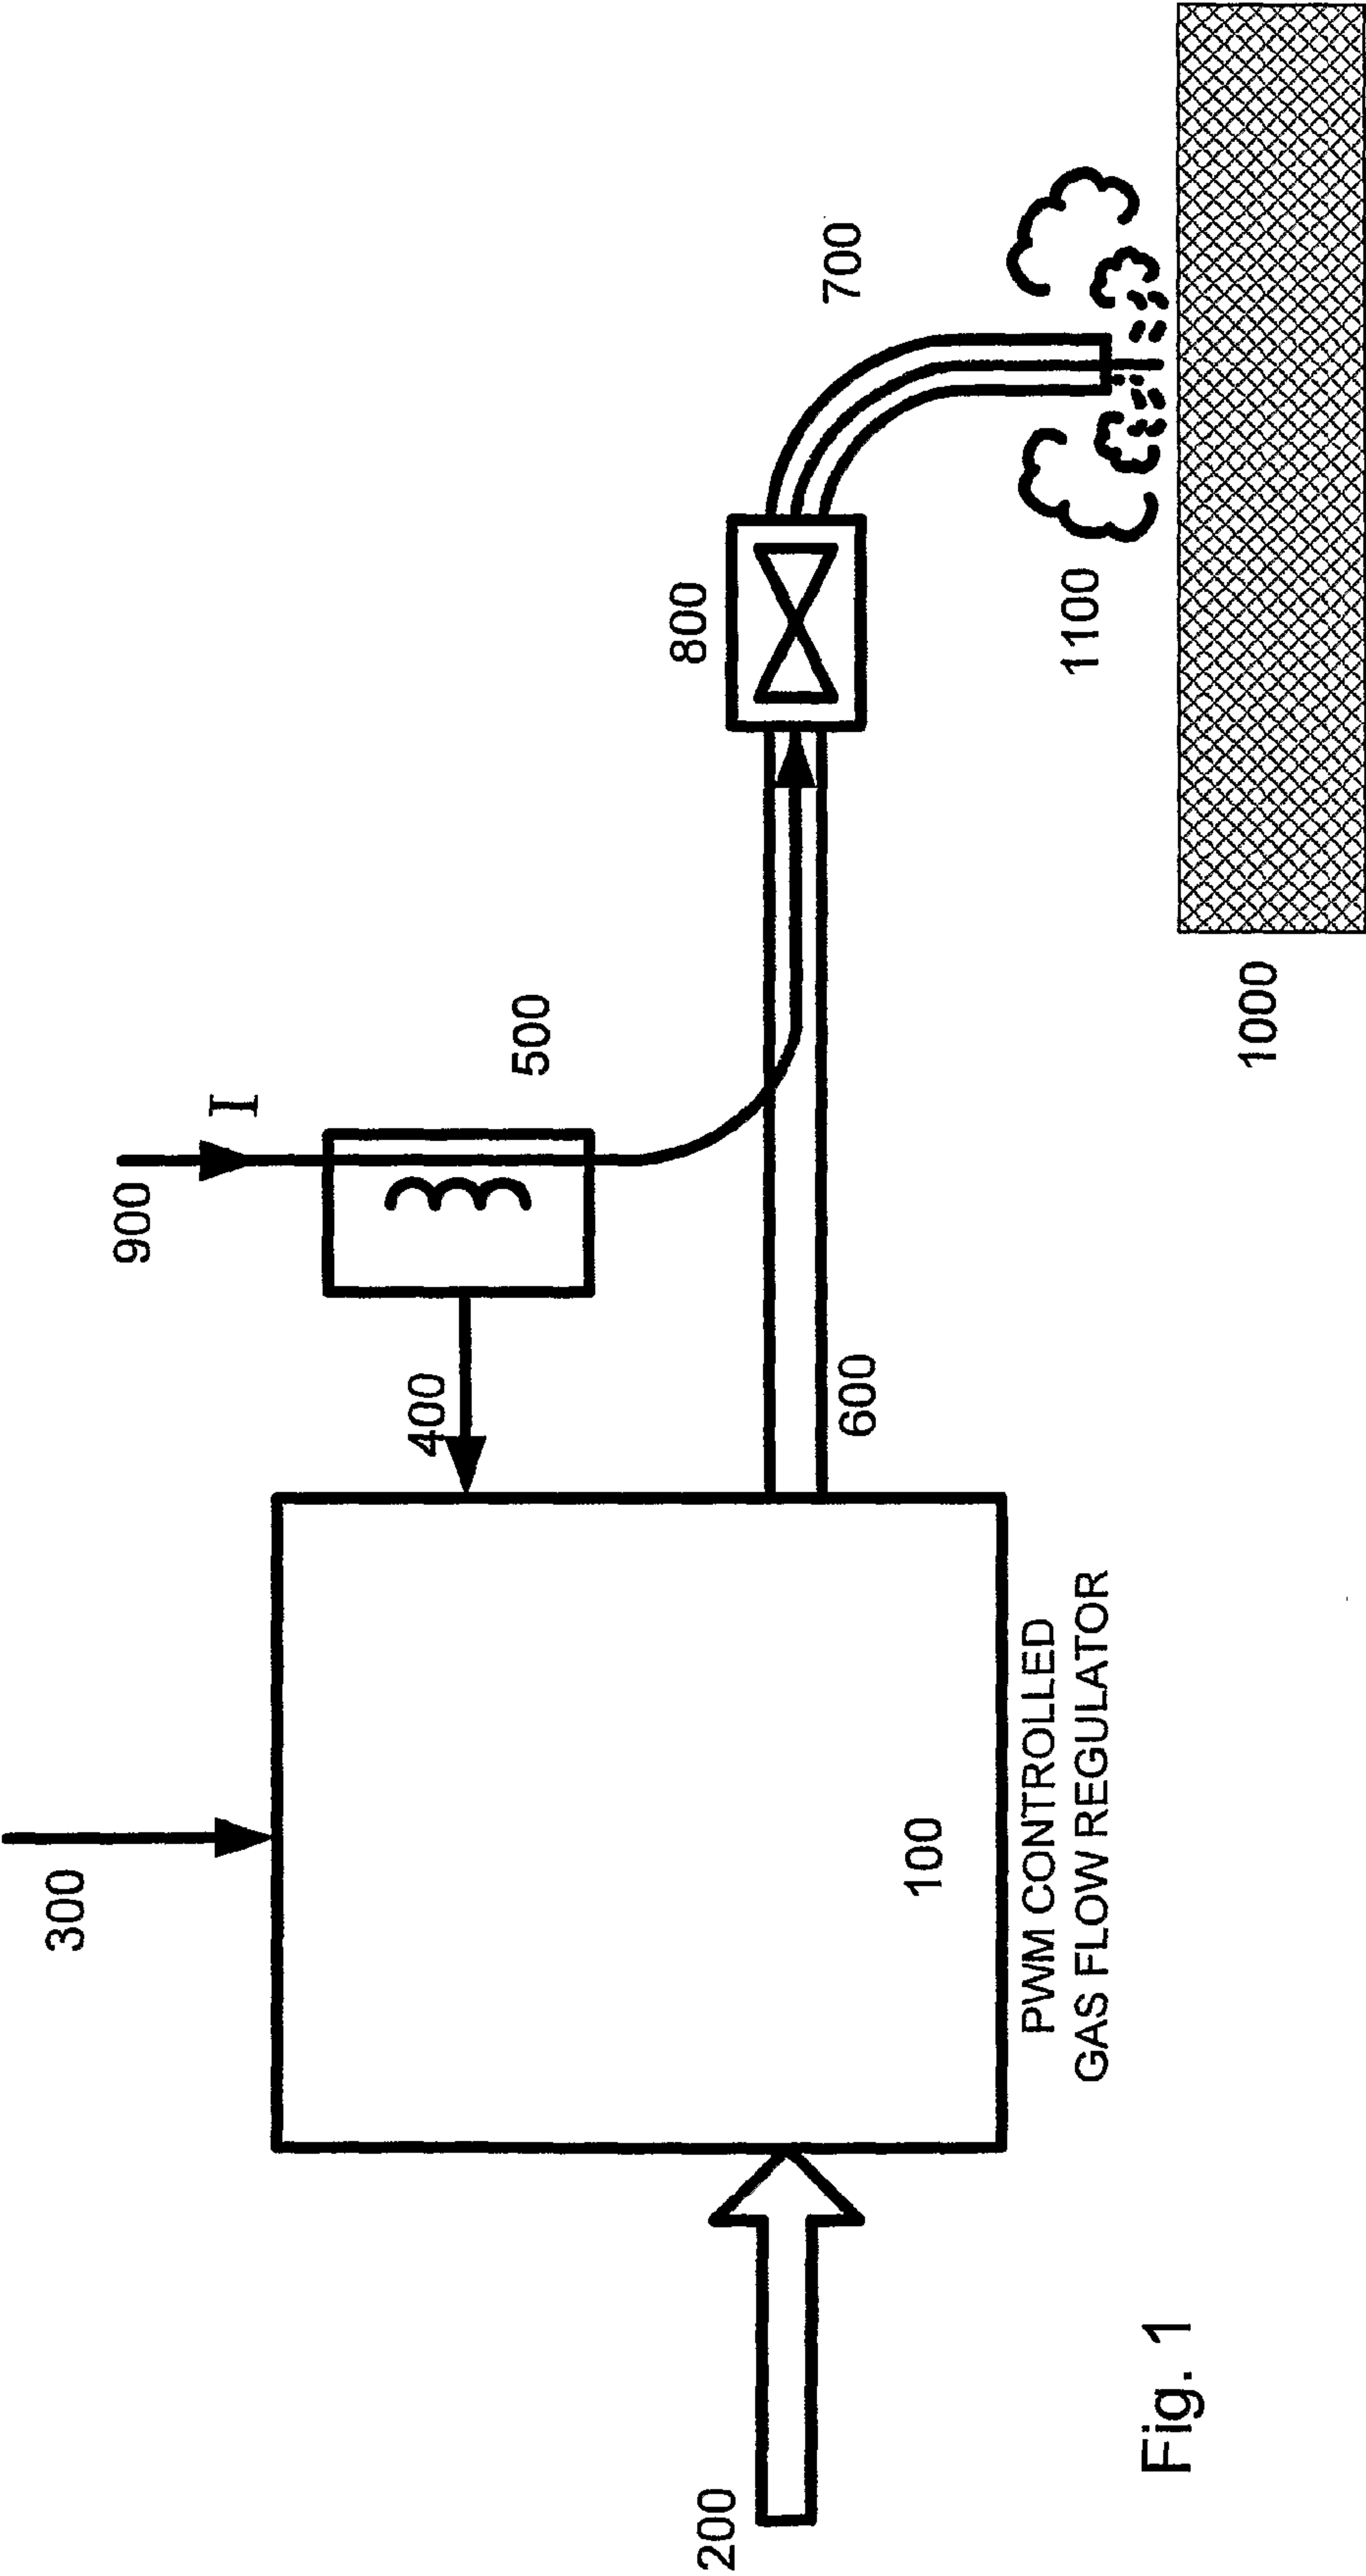 300
900
I
400
500
200
800
700
600
100
PWM CONTROLLED
GAS FLOW REGULATOR
1100
1000
Fig. 1